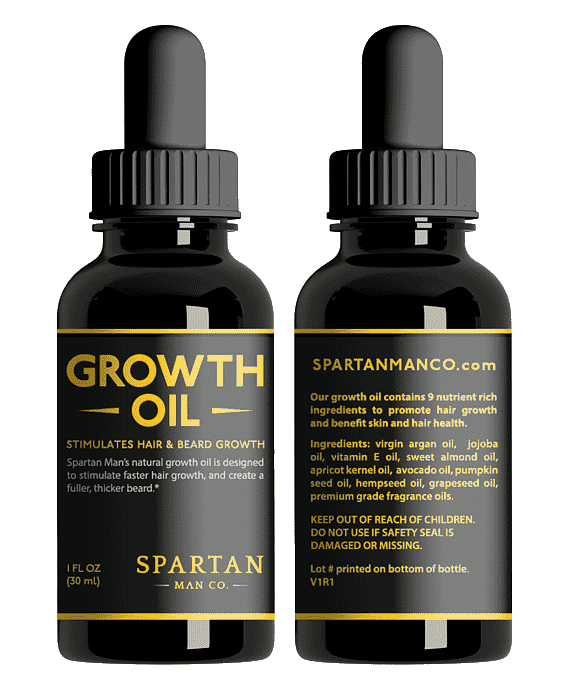 GROWTH
OIL
STIMULATES HAIR & BEARD GROWTH
Spartan Man's natural growth oil is designed
to stimulate faster hair growth, and create a
fuller, thicker beard.*
1 FL OZ
(30 ml)
SPARTAN
MAN CO.
SPARTANMANCO.com
Our growth oil contains 9 nutrient rich
ingredients to promote hair growth
and benefit skin and hair health.
Ingredients: virgin argan oil, jojoba
oil, vitamin E oil, sweet almond oil,
apricot kernel oil, avocado oil, pumpkin
seed oil, hempseed oil, grapeseed oil,
premium grade fragrance oils.
KEEP OUT OF REACH OF CHILDREN.
DO NOT USE IF SAFETY SEAL IS
DAMAGED OR MISSING.
Lot # printed on bottom of bottle.
V1R1